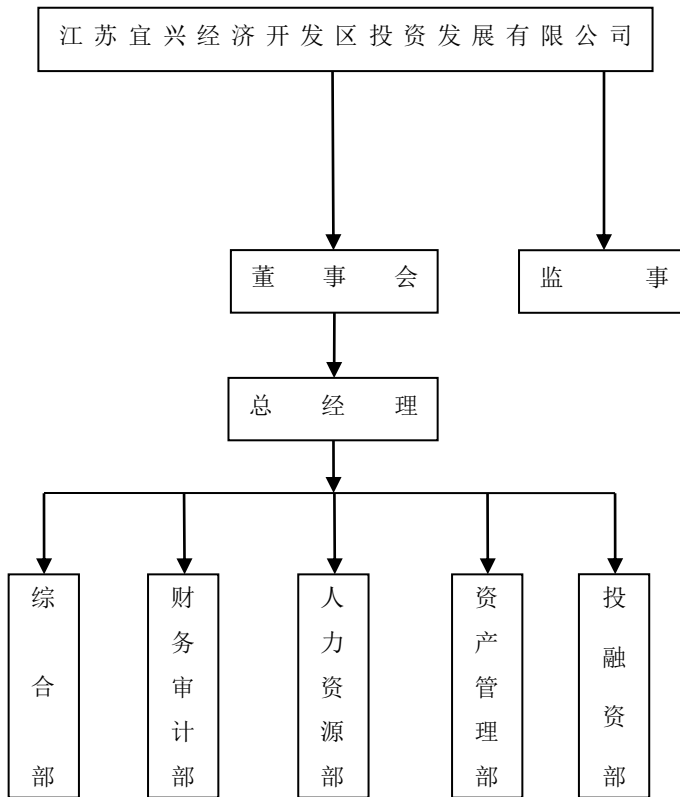 江苏宜兴经济开发区投资发展有限公司
董事会
监事
总经理
综合部
财务审计部
人力资源部
资产管理部
投融资部